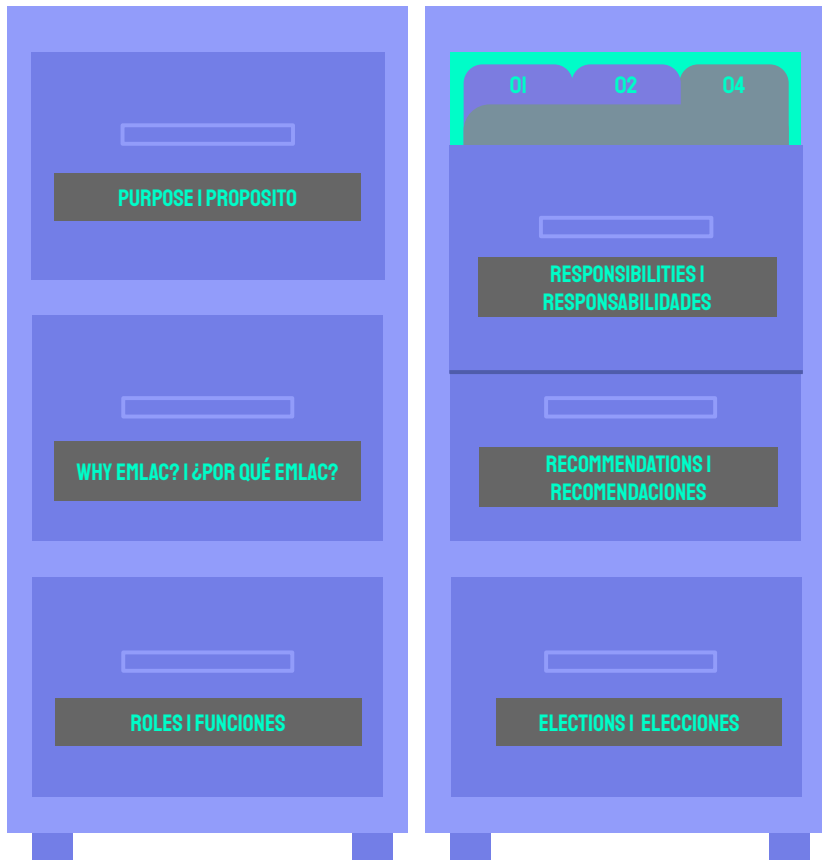 PURPOSE | PROPOSITO
WHY EMLAC? | ¿POR QUÉ EMLAC?
ROLES | FUNCIONES
01
02
04
RESPONSIBILITIES |
RESPONSABILIDADES
RECOMMENDATIONS |
RECOMENDACIONES
ELECTIONS | ELECCIONES